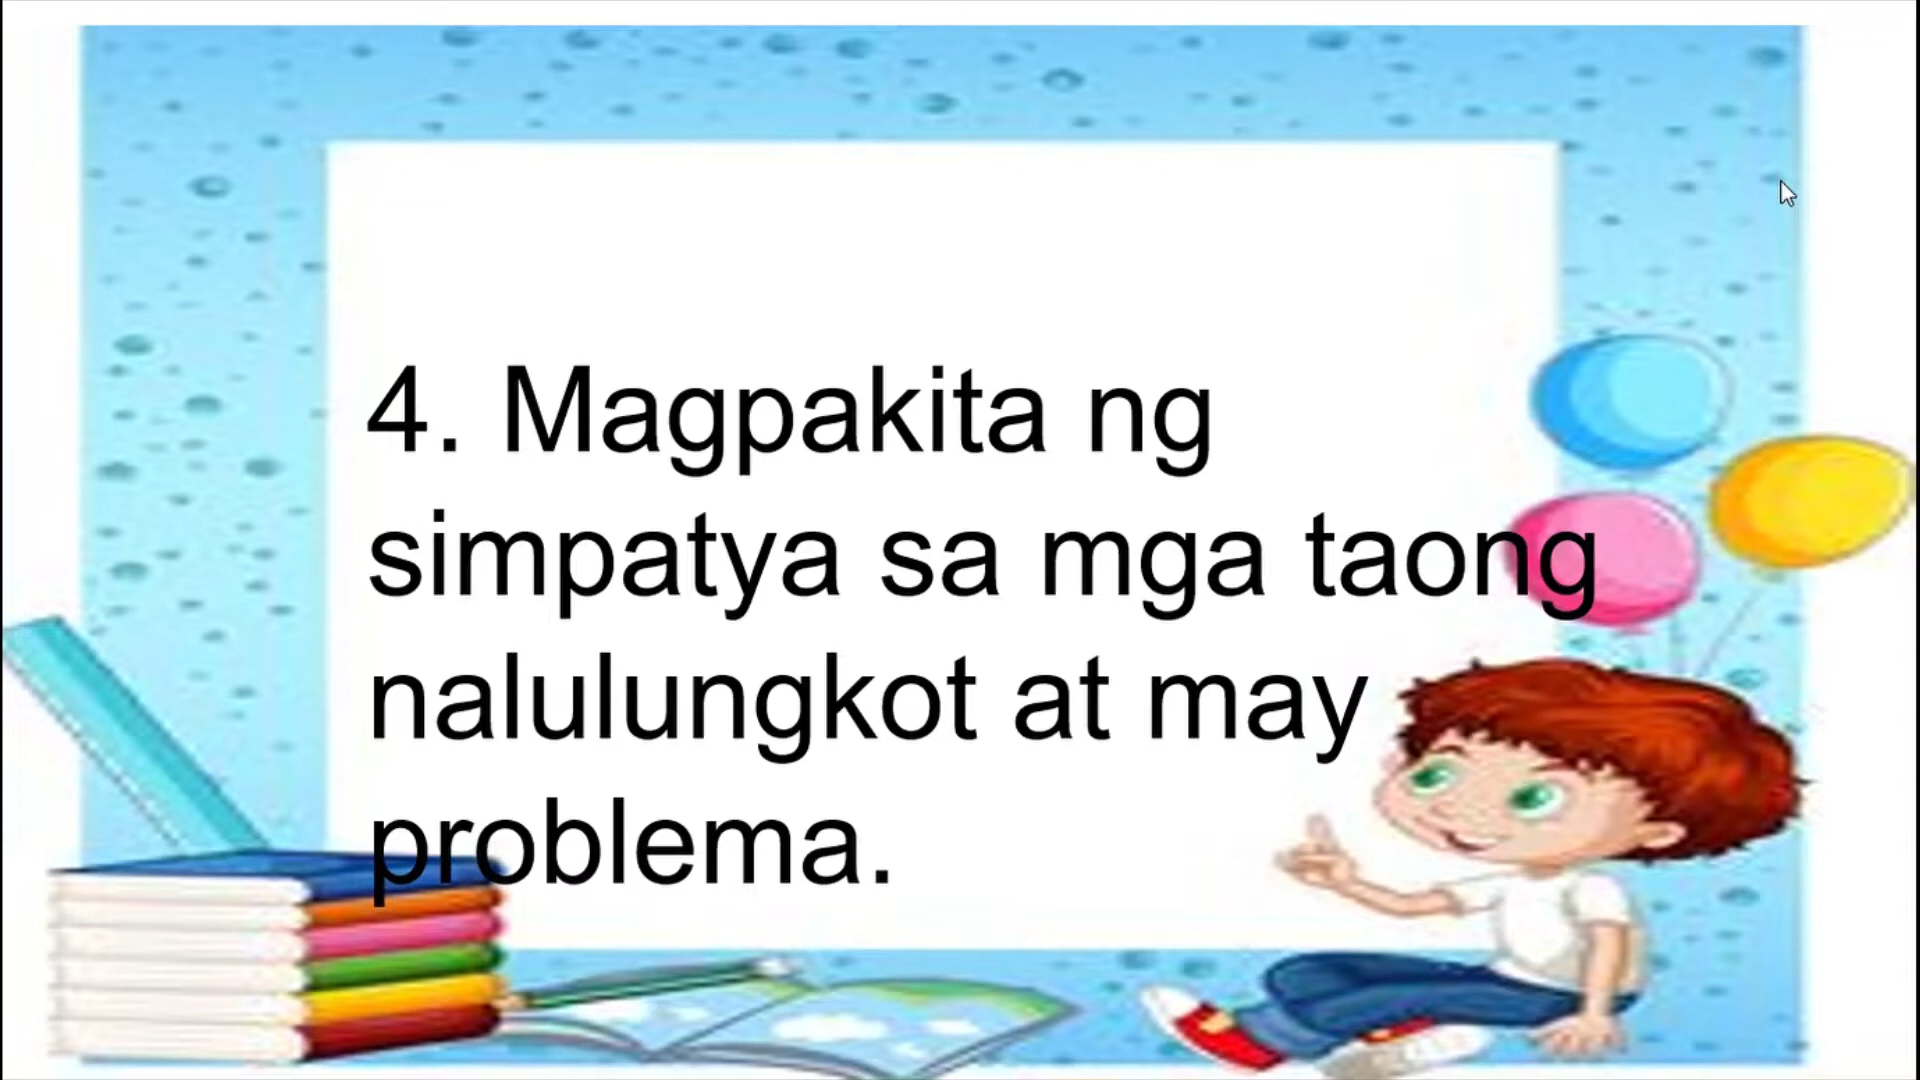 4. Magpakita ng
simpatya sa mga taong
nalulungkot at may
problema.